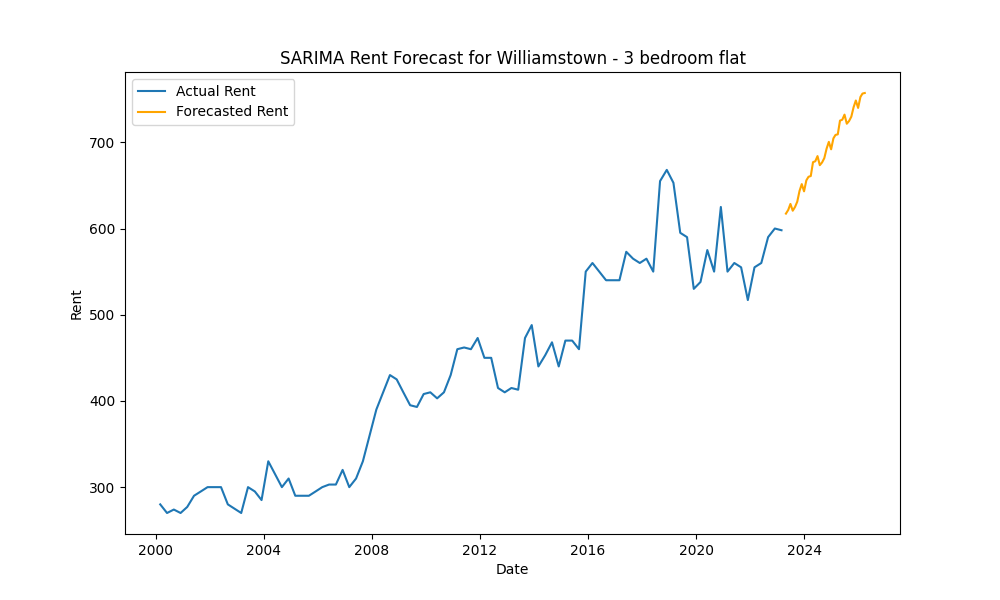 SARIMA Rent Forecast for Williamstown - 3 bedroom flat
Actual Rent
Forecasted Rent
700
600
500
400
300
Rent
2000 2004 2008 2012 2016 2020 2024
Date